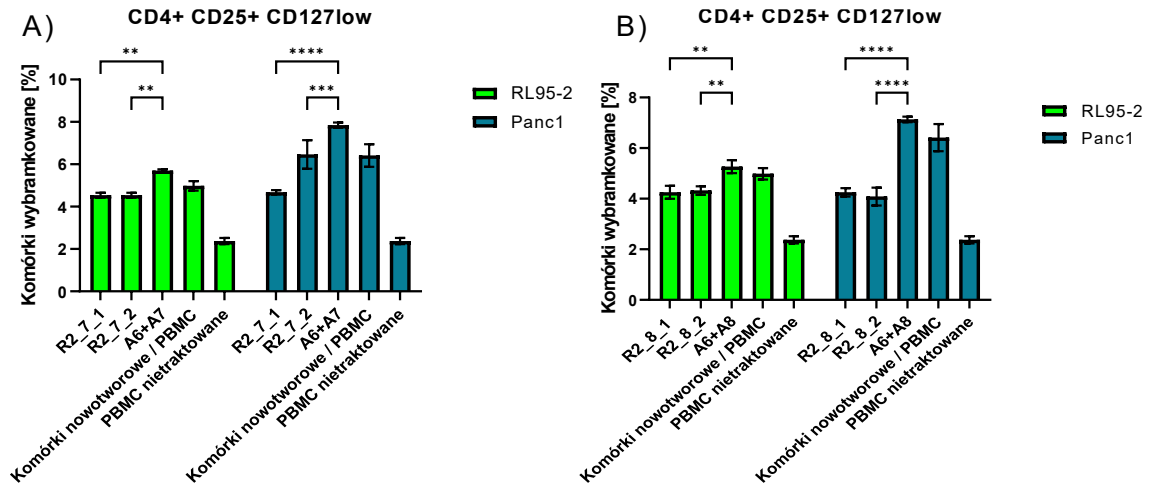 A)
CD4+ CD25+ CD127low
Komórki wybramkowane [%]
10
8
6
4
2
0
**
**
****
***
R2_7_1
R2_7_2
A6+A7
Komórki nowotworowe / PBMC
PBMC nietraktowane
R2_7_1
R2_7_2
A6+A7
Komórki nowotworowe / PBMC
PBMC nietraktowane
RL95-2
Panc1
B)
CD4+ CD25+ CD127low
Komórki wybramkowane [%]
8
6
4
2
0
**
**
****
****
R2_8_1
R2_8_2
A6+A8
Komórki nowotworowe / PBMC
PBMC nietraktowane
R2_8_1
R2_8_2
A6+A8
Komórki nowotworowe / PBMC
PBMC nietraktowane
RL95-2
Panc1